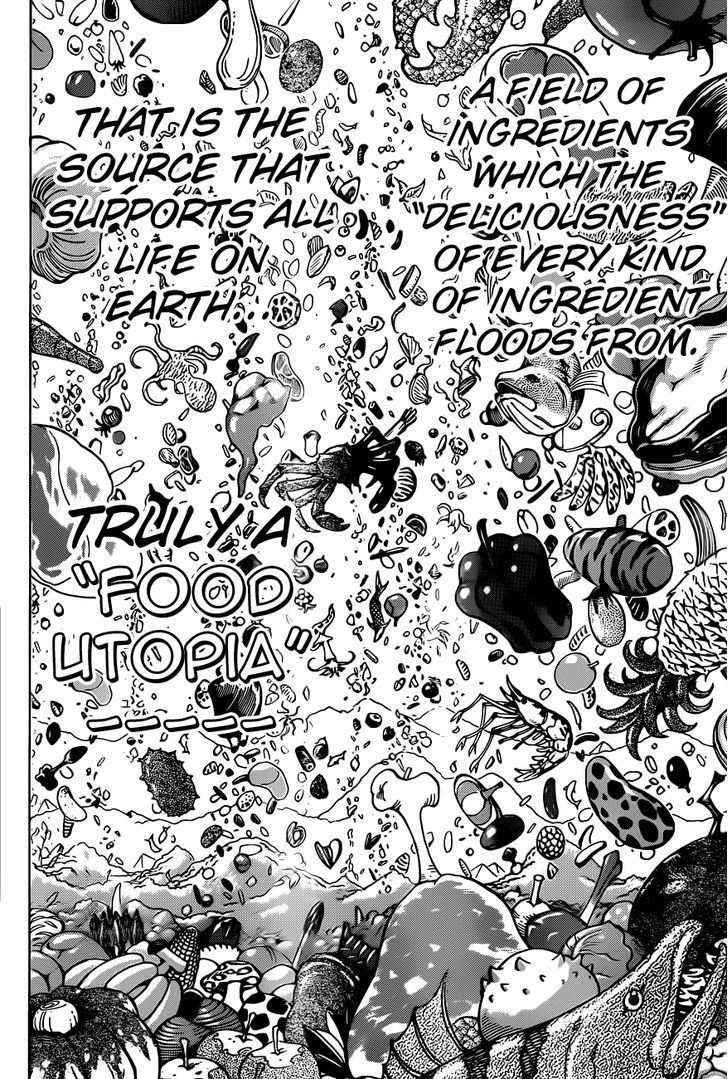 A FIELD OF
INGREDIENTS
WHICH THE
"DELICIOUSNESS"
OF EVERY KIND
OF INGREDIENT
FLOODS FROM.
THAT IS THE
SOURCE THAT
SUPPORTS ALL
LIFE ON
EARTH...
TRULY A
"FOOD
UTOPIA"
—————